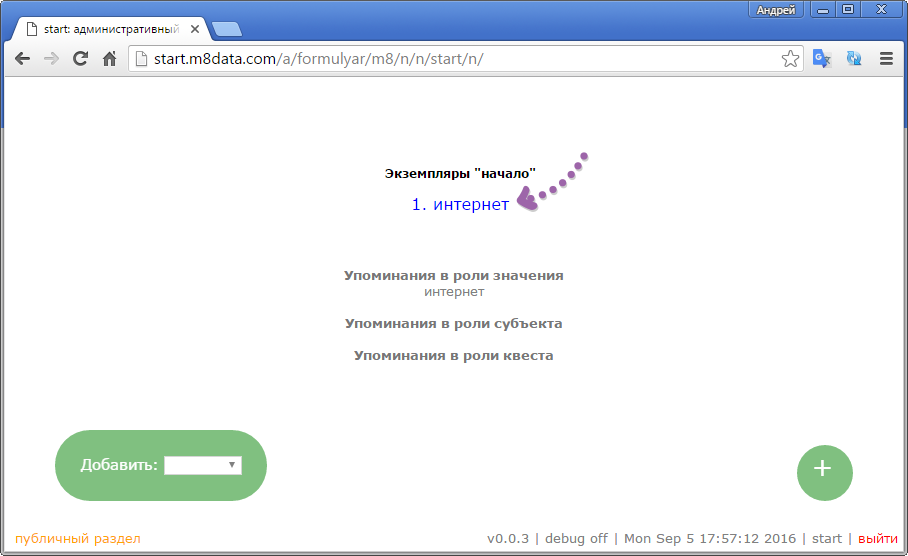 Андрей
start: административный
start.m8data.com/a/formulyar/m8/n/n/start/n/
Экземпляры "начало"
1. интернет
Упоминания в роли значения
интернет
Упоминания в роли субъекта
Упоминания в роли квеста
Добавить:
+
публичный раздел
v0.0.3 | debug off | Mon Sep 5 17:57:12 2016 | start | выйти